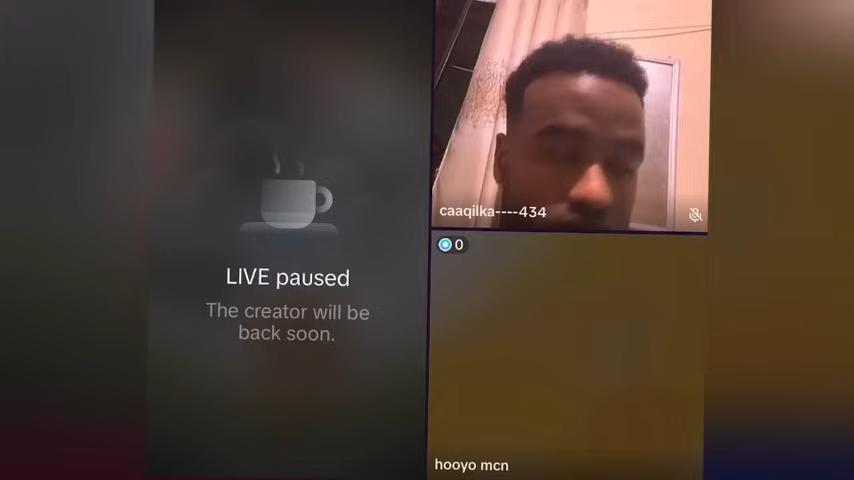 LIVE paused
The creator will be
back soon.
caaqilka----434
0
hooyo mcn